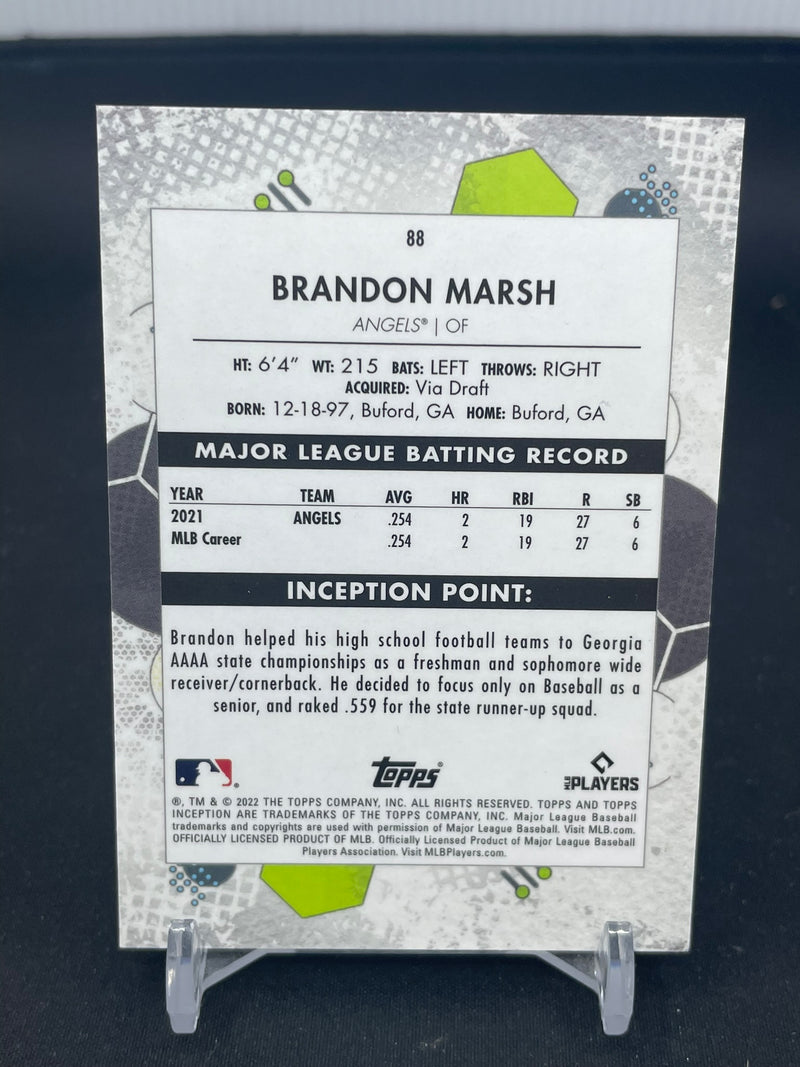 88
BRANDON MARSH
ANGELS® | OF
HT: 6'4" WT: 215 BATS: LEFT THROWS: RIGHT
ACQUIRED: Via Draft
BORN: 12-18-97, Buford, GA HOME: Buford, GA
MAJOR LEAGUE BATTING RECORD
YEAR TEAM AVG HR RBI R SB
2021 ANGELS .254 2 19 27 6
MLB Career .254 2 19 27 6
INCEPTION POINT:
Brandon helped his high school football teams to Georgia
AAAA state championships as a freshman and sophomore wide
receiver/cornerback. He decided to focus only on Baseball as a
senior, and raked .559 for the state runner-up squad.
® Topps® MLB PLAYERS
®, TM & © 2022 THE TOPPS COMPANY, INC. ALL RIGHTS RESERVED. TOPPS AND TOPPS
INCEPTION ARE TRADEMARKS OF THE TOPPS COMPANY, INC. Major League Baseball
trademarks and copyrights are used with permission of Major League Baseball. Visit MLB.com.
OFFICIALLY LICENSED PRODUCT OF MLB. Officially Licensed Product of Major League Baseball
Players Association. Visit MLBPlayers.com.